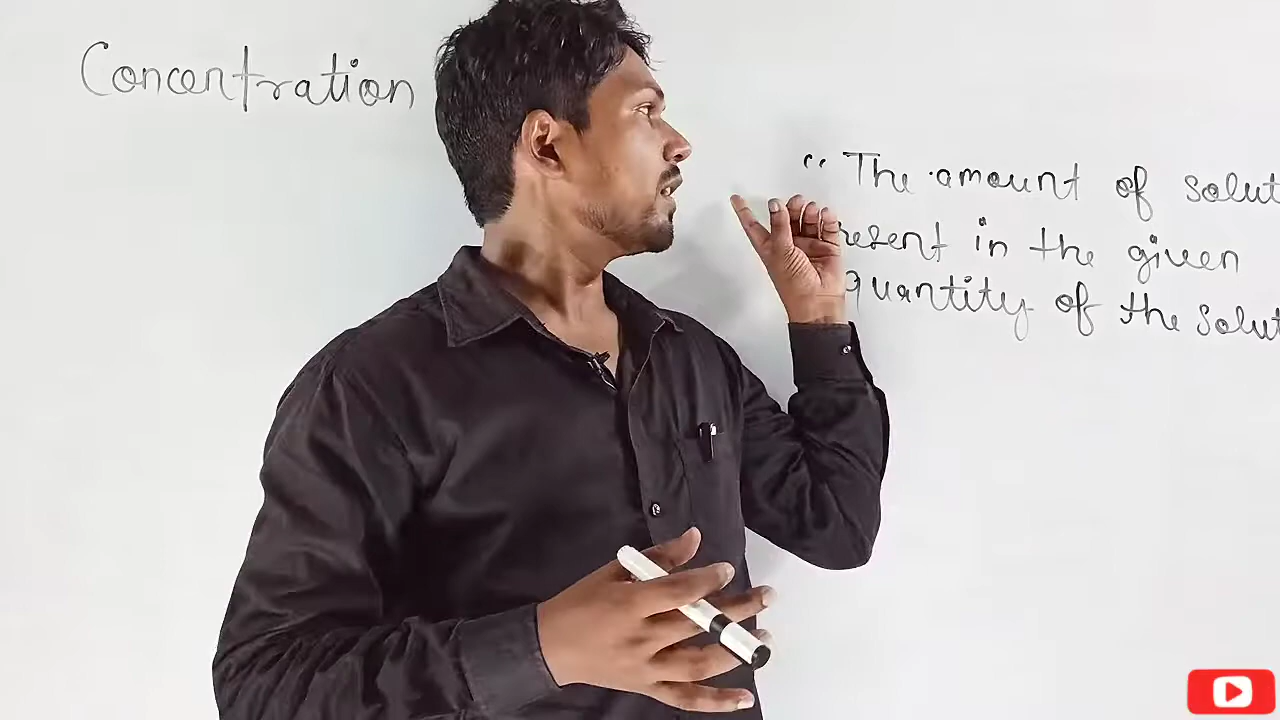 Concentration
“ The amount of solut
resent in the given
quantity of the solut